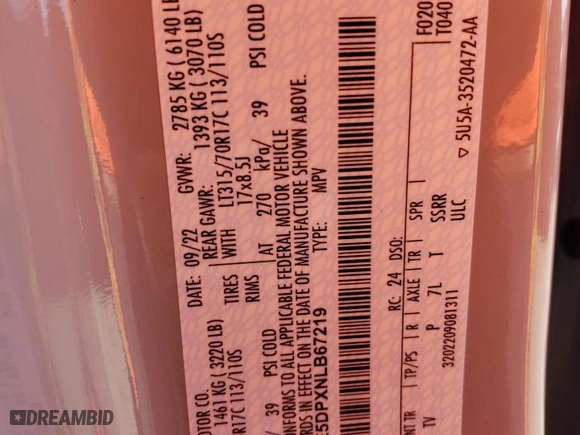 OTOR CO.
DATE: 09/22 GVWR: 2785 KG ( 6140 LB
146 KG ( 3220 LB) REAR GAWR: 1393 KG ( 3070 LB)
0R17C 113/110S TIRES WITH LT315/70R17C 113/110S
RIMS 17x8.5J
39 PSI COLD AT 270 kPa/ 39 PSI COLD
ONFORMS TO ALL APPLICABLE FEDERAL MOTOR VEHICLE
RDS IN EFFECT ON THE DATE OF MANUFACTURE SHOWN ABOVE.
E5DPXNLB67219 TYPE: MPV
F020
T040
RC: 24 DSO:
NT TR TP/PS R AXLE TR SPR
TV P 7L T SSRR
ULC
3202209081311
▽ 5U5A-3520472-AA
DREAMBID